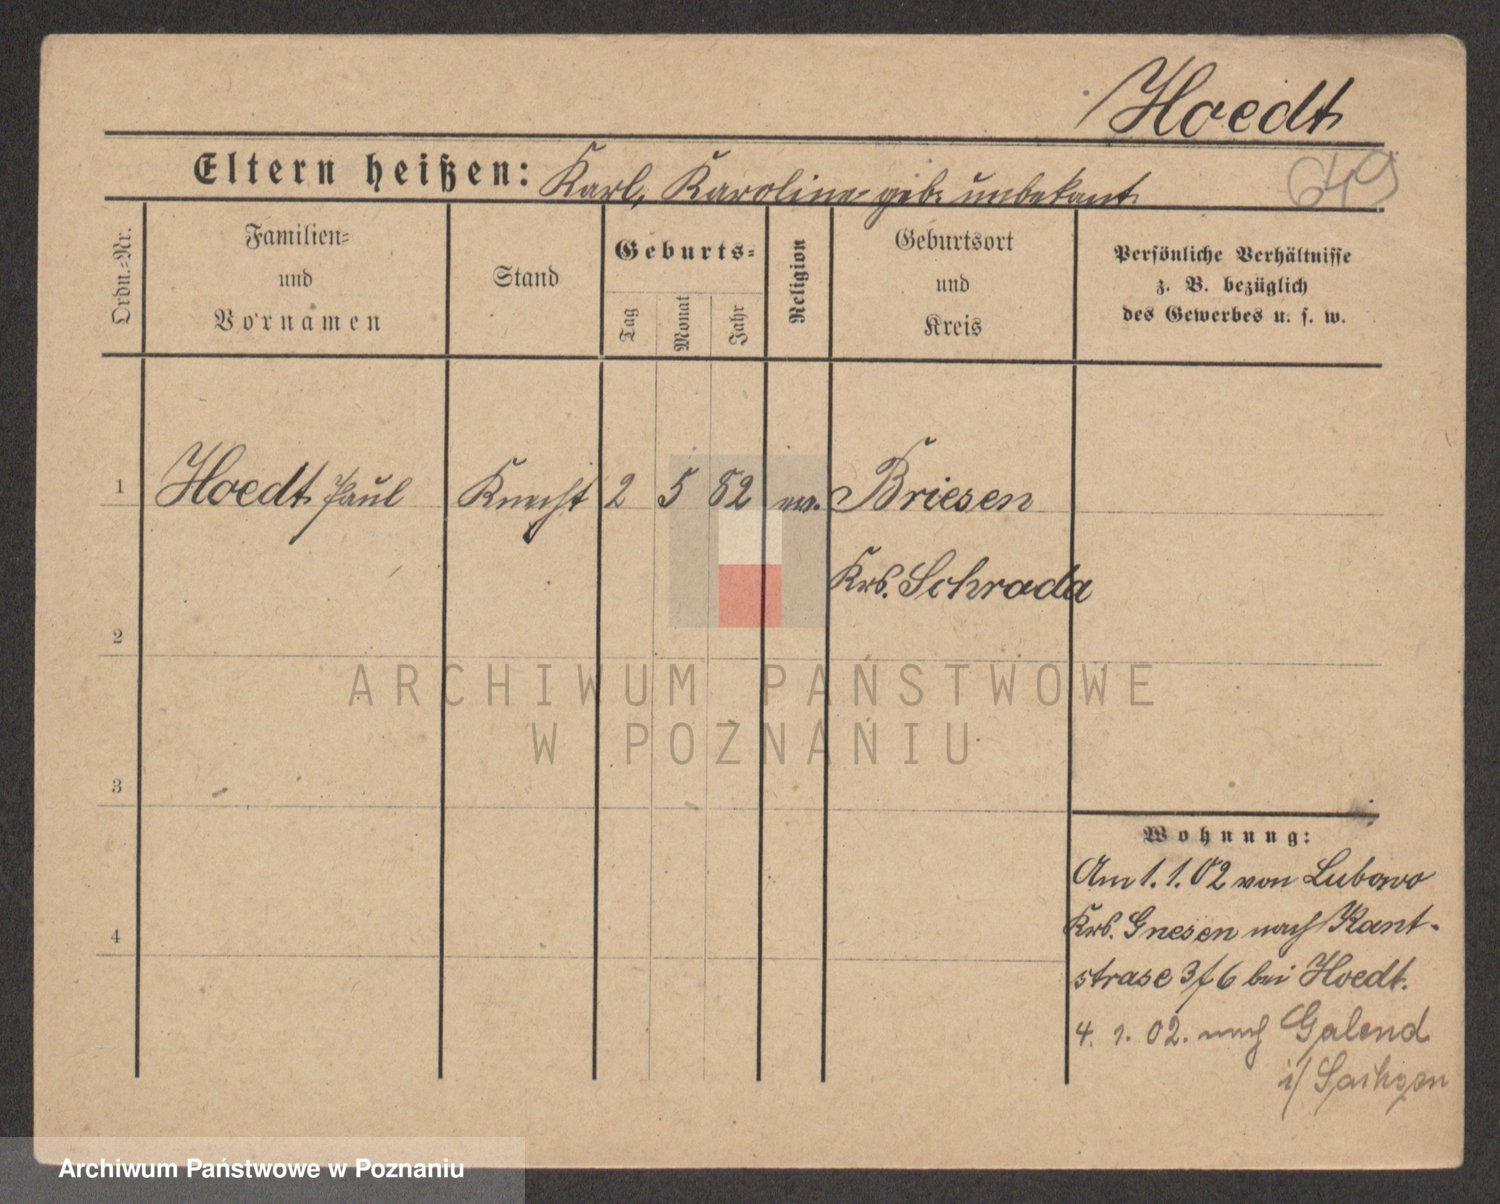 Hoedt
649
Eltern heißen: Karl, Karoline geb. unbekant
Ordn.-Nr.
Familien-
und
Vornamen
Stand
Geburts-
Tag
Monat
Jahr
Religion
Geburtsort
und
Kreis
Persönliche Verhältnisse
z. B. bezüglich
des Gewerbes u. s. w.
1 Hoedt Paul Knecht 2 5 82 ev. Briesen
Krs. Schroda
2
3
4
Wohnung:
Am 1. 1. 02 von Lubowo
Krs. Gnesen nach Kant-
strase 3/6 bei Hoedt.
4. 1. 02. nach
i/ Sachsen
ARCHIWUM PAŃSTWOWE
W POZNANIU
Archiwum Państwowe w Poznaniu